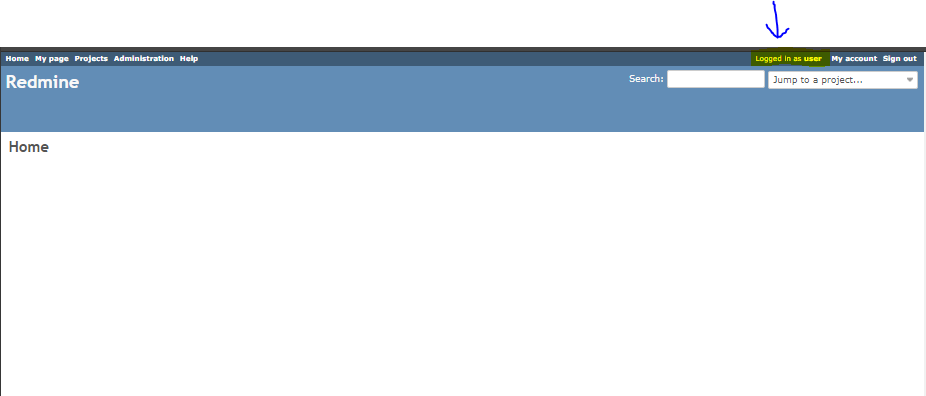 Home My page Projects Administration Help Logged in as user My account Sign out
Redmine Search: Jump to a project...
Home